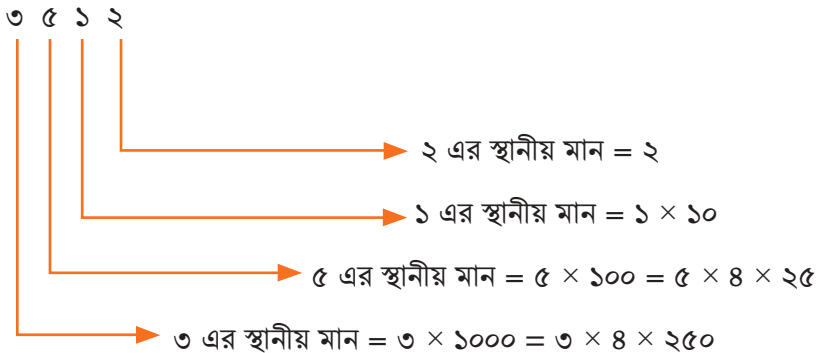 ৩ ৫ ১ ২
২ এর স্থানীয় মান = ২
১ এর স্থানীয় মান = ১ × ১০
৫ এর স্থানীয় মান = ৫ × ১০০ = ৫ × ৪ × ২৫
৩ এর স্থানীয় মান = ৩ × ১০০০ = ৩ × ৪ × ২৫০